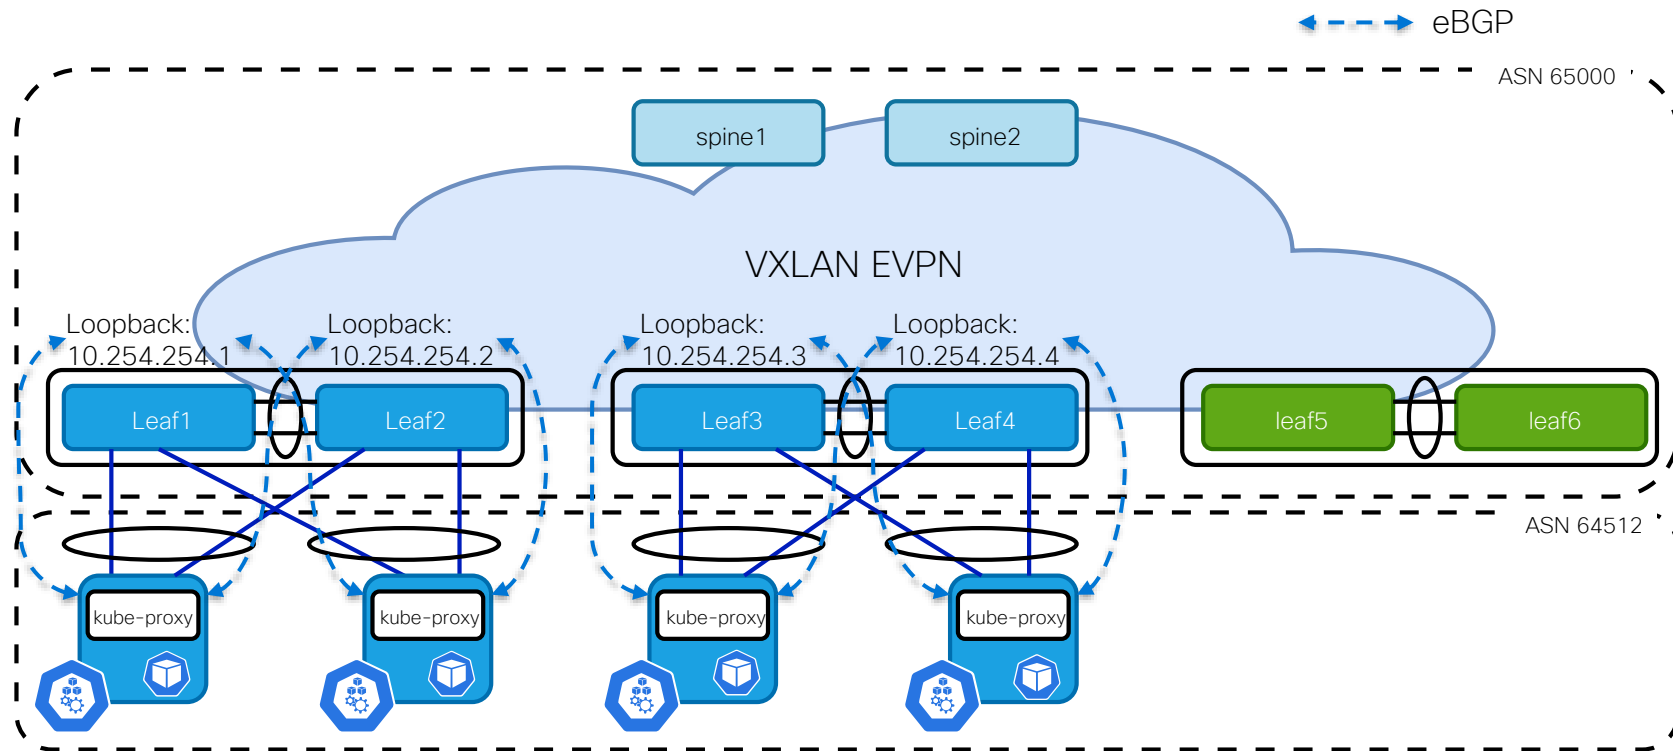 eBGP
ASN 65000
spine1
spine2
VXLAN EVPN
Loopback:
10.254.254.1
Loopback:
10.254.254.2
Loopback:
10.254.254.3
Loopback:
10.254.254.4
Leaf1
Leaf2
Leaf3
Leaf4
leaf5
leaf6
ASN 64512
kube-proxy
kube-proxy
kube-proxy
kube-proxy